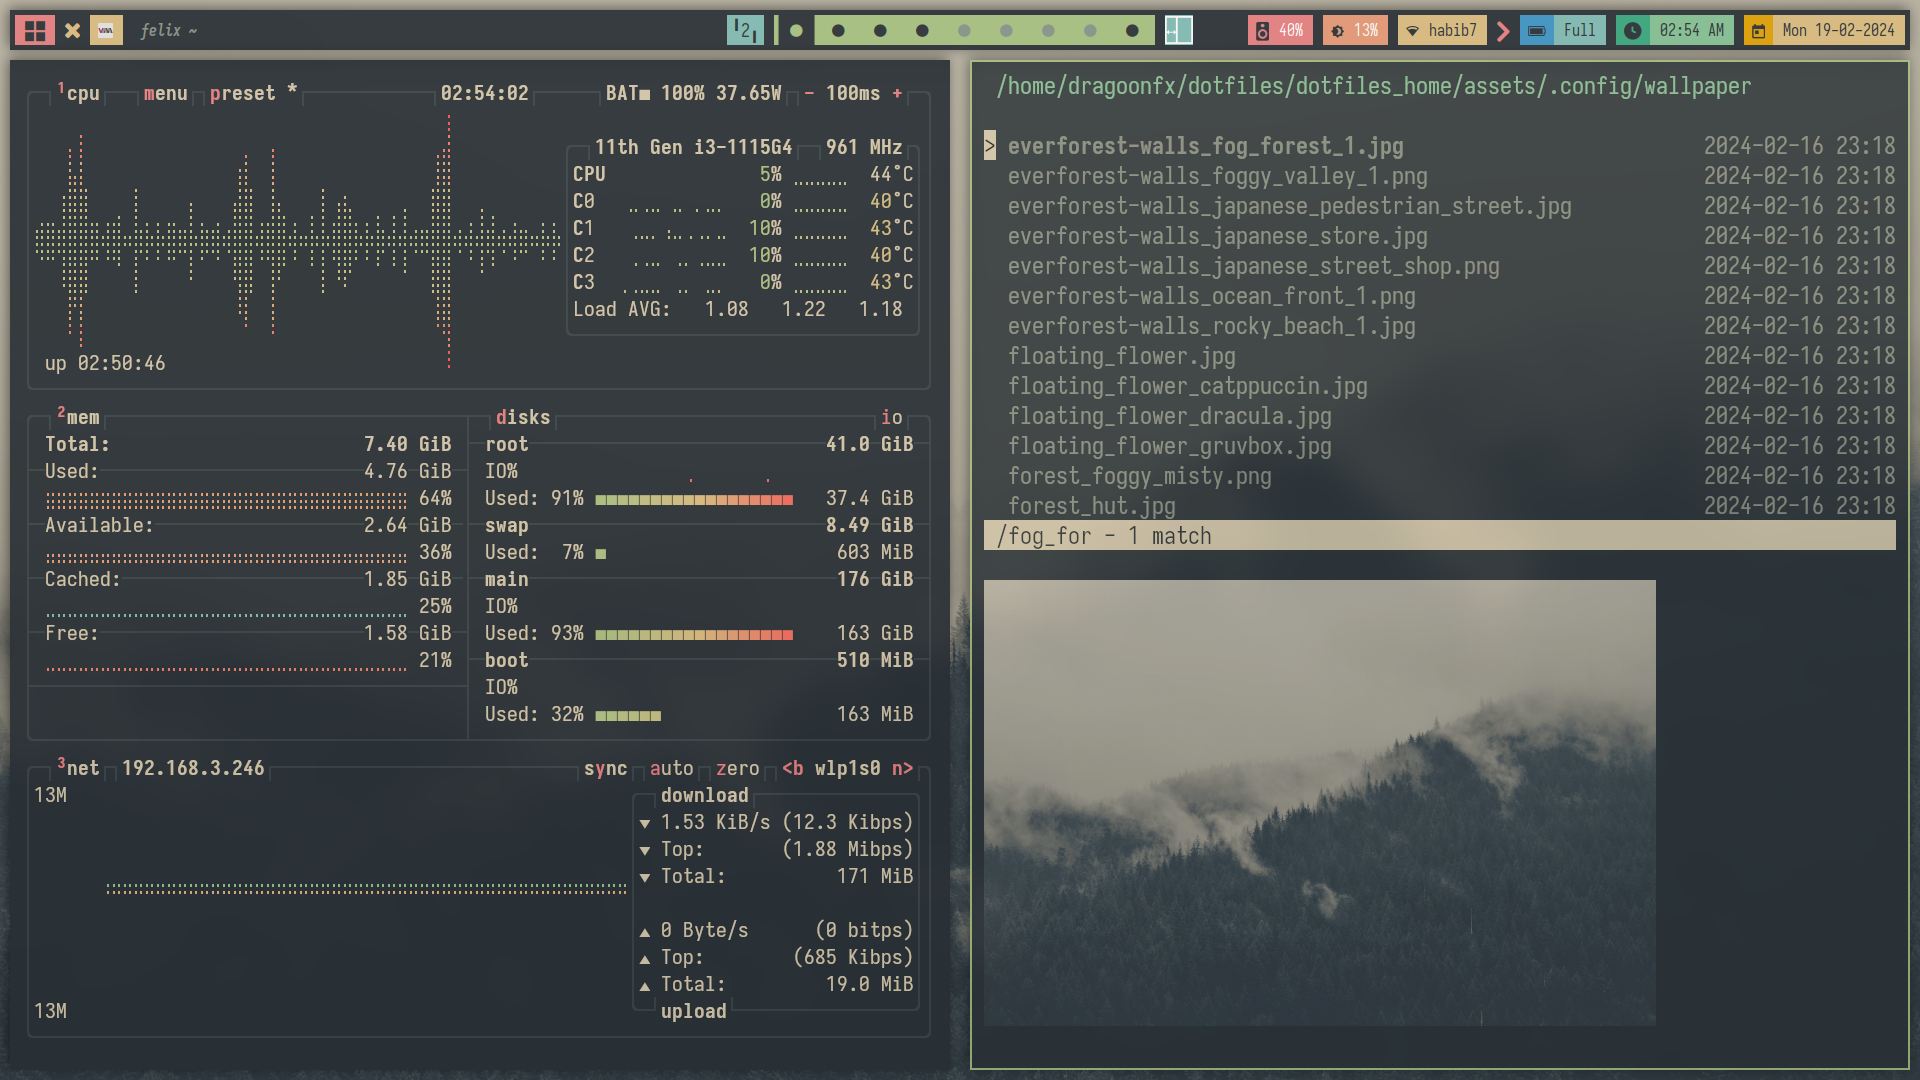 felix ~
2
40%
13%
habib7
Full
02:54 AM
Mon 19-02-2024
1cpu menu preset * 02:54:02 BAT■ 100% 37.65W - 100ms +
11th Gen i3-1115G4 961 MHz
CPU 5% 44°C
C0 0% 40°C
C1 10% 43°C
C2 10% 40°C
C3 0% 43°C
Load AVG: 1.08 1.22 1.18
up 02:50:46
2mem
Total: 7.40 GiB
Used: 4.76 GiB
64%
Available: 2.64 GiB
36%
Cached: 1.85 GiB
25%
Free: 1.58 GiB
21%
disks io
root 41.0 GiB
IO%
Used: 91% 37.4 GiB
swap 8.49 GiB
Used: 7% 603 MiB
main 176 GiB
IO%
Used: 93% 163 GiB
boot 510 MiB
IO%
Used: 32% 163 MiB
3net 192.168.3.246 sync auto zero <b wlp1s0 n>
13M
download
▼ 1.53 KiB/s (12.3 Kibps)
▼ Top: (1.88 Mibps)
▼ Total: 171 MiB
▲ 0 Byte/s (0 bitps)
▲ Top: (685 Kibps)
▲ Total: 19.0 MiB
upload
13M
/home/dragoonfx/dotfiles/dotfiles_home/assets/.config/wallpaper
> everforest-walls_fog_forest_1.jpg 2024-02-16 23:18
everforest-walls_foggy_valley_1.png 2024-02-16 23:18
everforest-walls_japanese_pedestrian_street.jpg 2024-02-16 23:18
everforest-walls_japanese_store.jpg 2024-02-16 23:18
everforest-walls_japanese_street_shop.png 2024-02-16 23:18
everforest-walls_ocean_front_1.png 2024-02-16 23:18
everforest-walls_rocky_beach_1.jpg 2024-02-16 23:18
floating_flower.jpg 2024-02-16 23:18
floating_flower_catppuccin.jpg 2024-02-16 23:18
floating_flower_dracula.jpg 2024-02-16 23:18
floating_flower_gruvbox.jpg 2024-02-16 23:18
forest_foggy_misty.png 2024-02-16 23:18
forest_hut.jpg 2024-02-16 23:18
/fog_for - 1 match